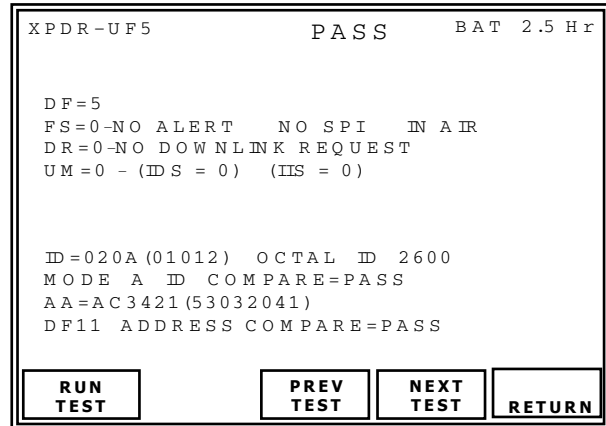 XPDR-UF5 PASS BAT 2.5 Hr
DF=5
FS=0-NO ALERT NO SPI IN AIR
DR=0-NO DOWNLINK REQUEST
UM=0 - (IDS = 0) (IIS = 0)
ID=020A(01012) OCTAL ID 2600
MODE A ID COMPARE=PASS
AA=AC3421(53032041)
DF11 ADDRESS COMPARE=PASS
RUN TEST
PREV TEST
NEXT TEST
RETURN